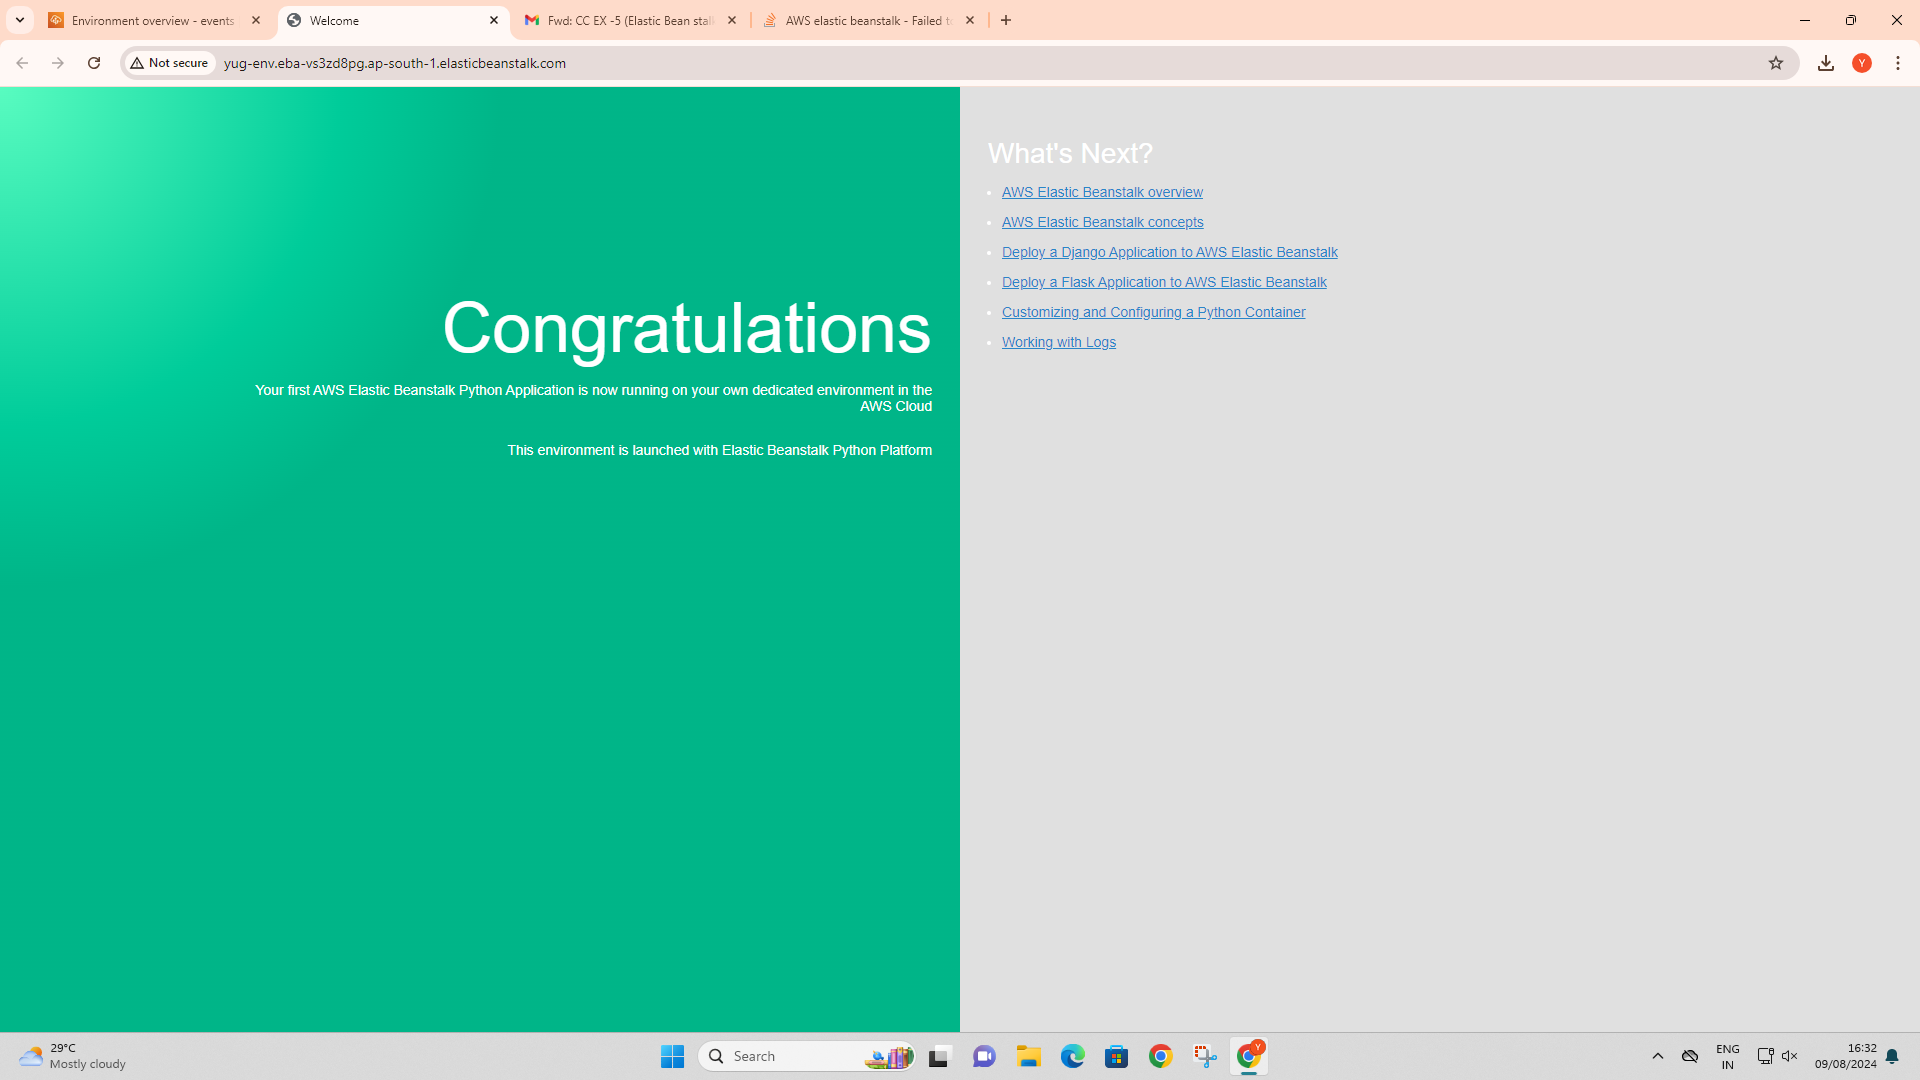 Environment overview - events
Welcome
Fwd: CC EX -5 (Elastic Bean stal
AWS elastic beanstalk - Failed t
Not secure
yug-env.eba-vs3zd8pg.ap-south-1.elasticbeanstalk.com
Y
Congratulations
Your first AWS Elastic Beanstalk Python Application is now running on your own dedicated environment in the
AWS Cloud
This environment is launched with Elastic Beanstalk Python Platform
What's Next?
AWS Elastic Beanstalk overview
AWS Elastic Beanstalk concepts
Deploy a Django Application to AWS Elastic Beanstalk
Deploy a Flask Application to AWS Elastic Beanstalk
Customizing and Configuring a Python Container
Working with Logs
29°C
Mostly cloudy
Search
Y
ENG
IN
16:32
09/08/2024